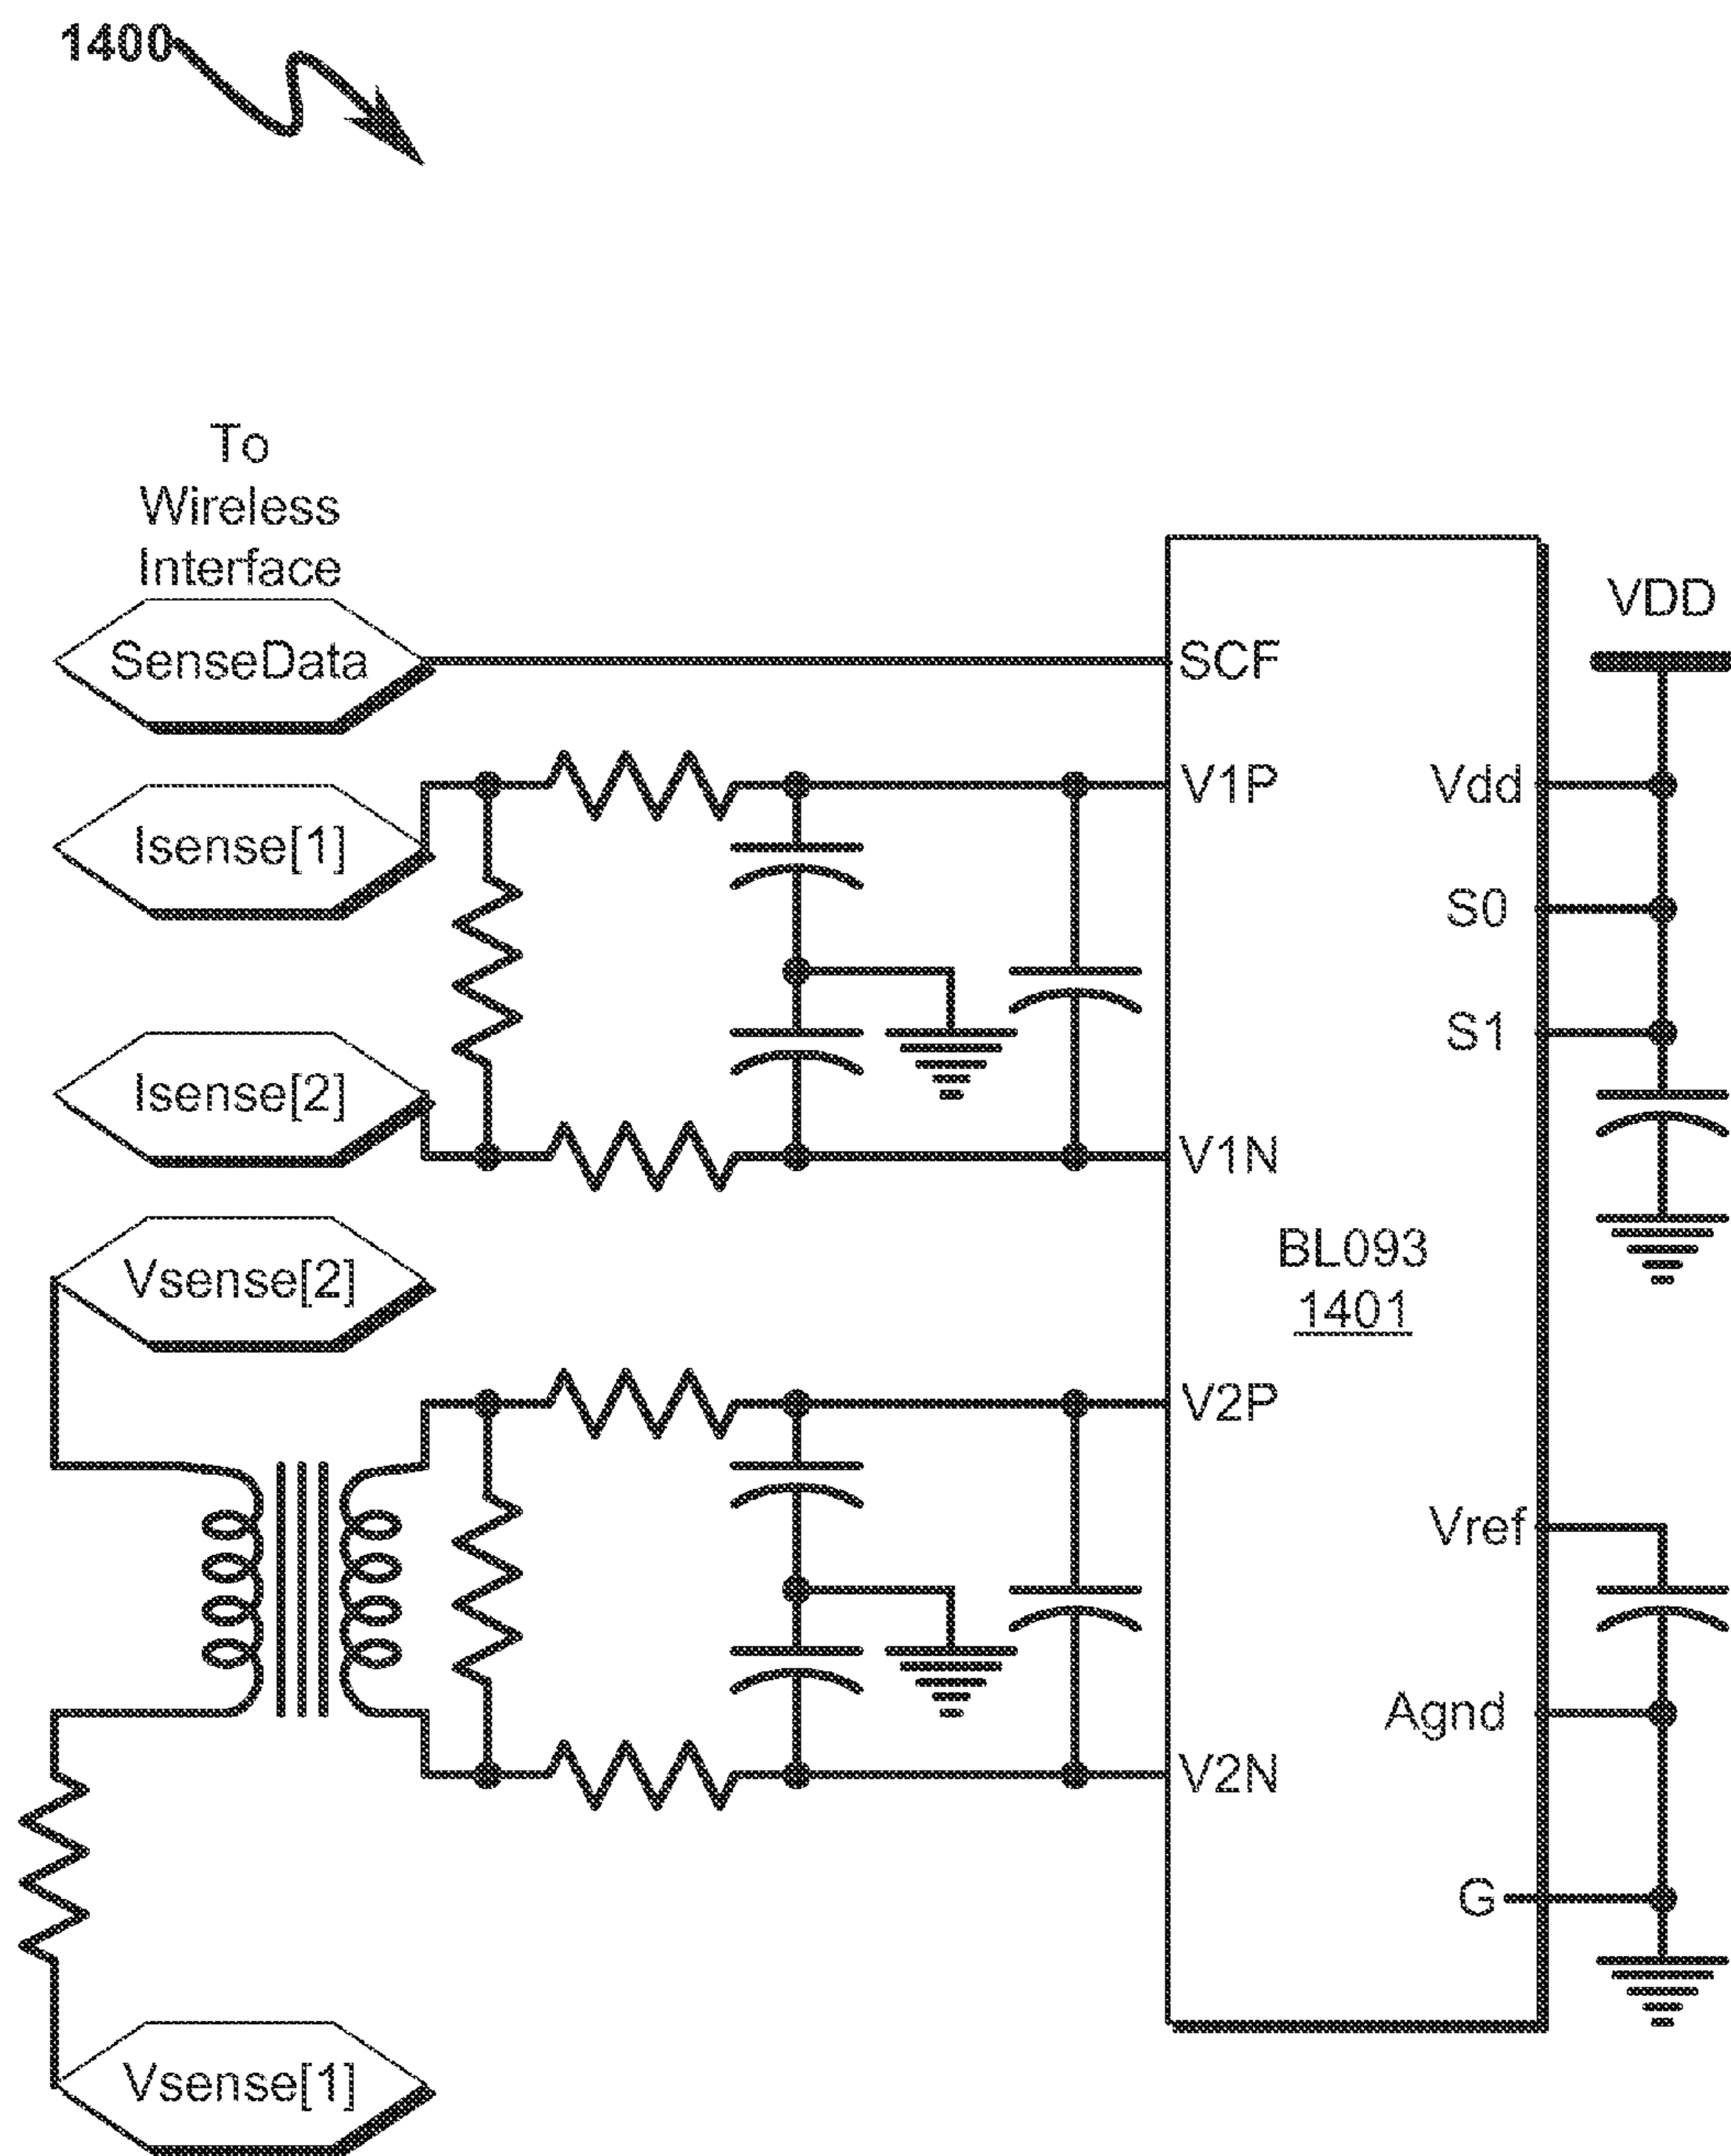 1400
To
Wireless
Interface
SenseData
SCF
VDD
Isense[1]
V1P
Vdd
S0
S1
Isense[2]
V1N
Vsense[2]
BL093
1401
V2P
Vref
Agnd
V2N
G
Vsense[1]